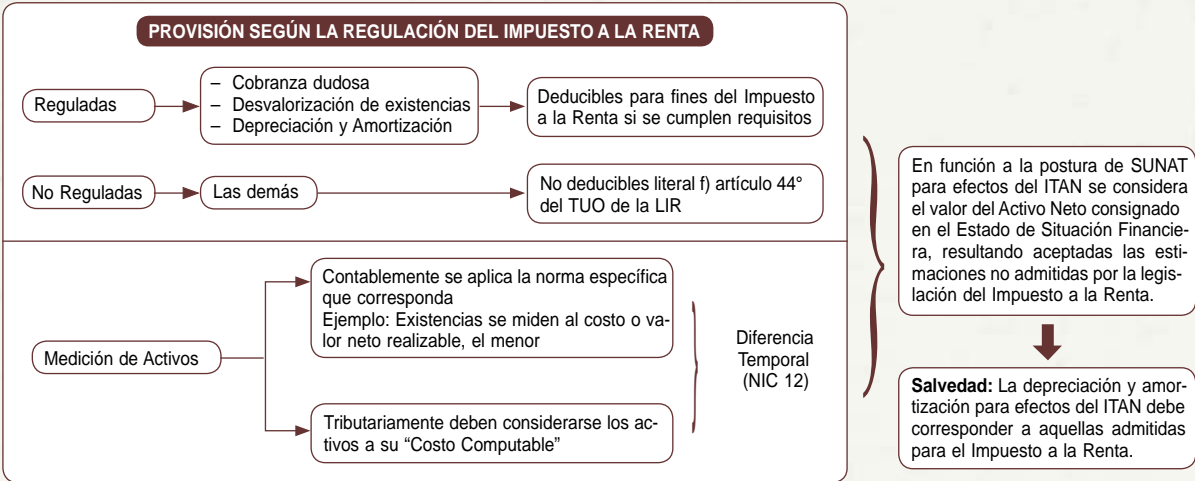 PROVISIÓN SEGÚN LA REGULACIÓN DEL IMPUESTO A LA RENTA
Reguladas
– Cobranza dudosa
– Desvalorización de existencias
– Depreciación y Amortización
Deducibles para fines del Impuesto
a la Renta si se cumplen requisitos
No Reguladas
Las demás
No deducibles literal f) artículo 44°
del TUO de la LIR
Medición de Activos
Contablemente se aplica la norma específica
que corresponda
Ejemplo: Existencias se miden al costo o va-
lor neto realizable, el menor
Tributariamente deben considerarse los ac-
tivos a su “Costo Computable”
Diferencia
Temporal
(NIC 12)
En función a la postura de SUNAT
para efectos del ITAN se considera
el valor del Activo Neto consignado
en el Estado de Situación Financie-
ra, resultando aceptadas las esti-
maciones no admitidas por la legis-
lación del Impuesto a la Renta.
Salvedad: La depreciación y amor-
tización para efectos del ITAN debe
corresponder a aquellas admitidas
para el Impuesto a la Renta.